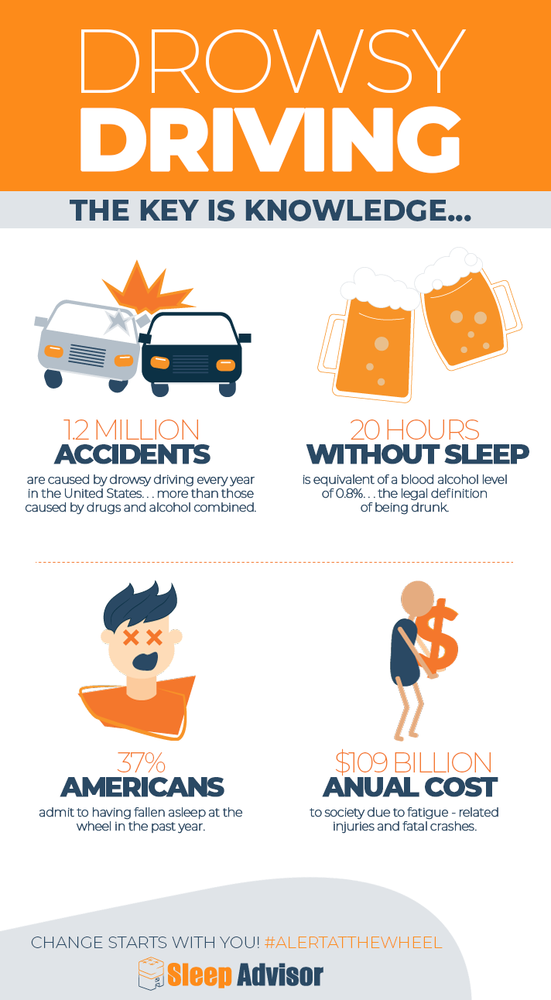 DROWSY
DRIVING
THE KEY IS KNOWLEDGE...
1.2 MILLION
ACCIDENTS
are caused by drowsy driving every year
in the United States... more than those
caused by drugs and alcohol combined.
20 HOURS
WITHOUT SLEEP
is equivalent of a blood alcohol level
of 0.8%... the legal definition
of being drunk.
37%
AMERICANS
admit to having fallen asleep at the
wheel in the past year.
$109 BILLION
ANUAL COST
to society due to fatigue - related
injuries and fatal crashes.
CHANGE STARTS WITH YOU! #ALERTATTHEWHEEL
Sleep Advisor